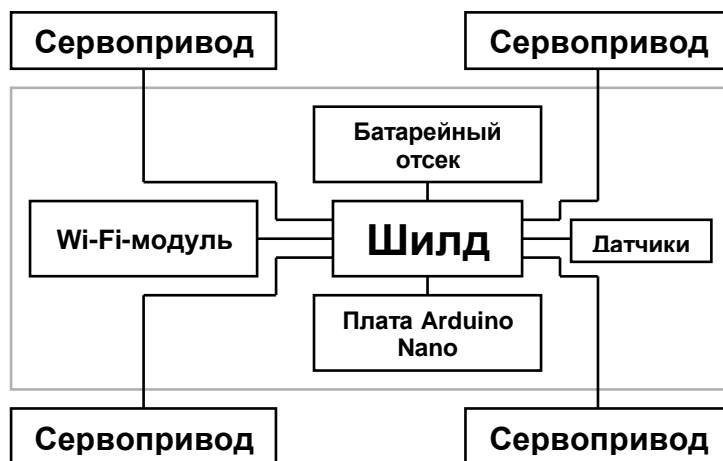 Сервопривод
Сервопривод
Батарейный
отсек
Wi-Fi-модуль
Шилд
Датчики
Плата Arduino
Nano
Сервопривод
Сервопривод